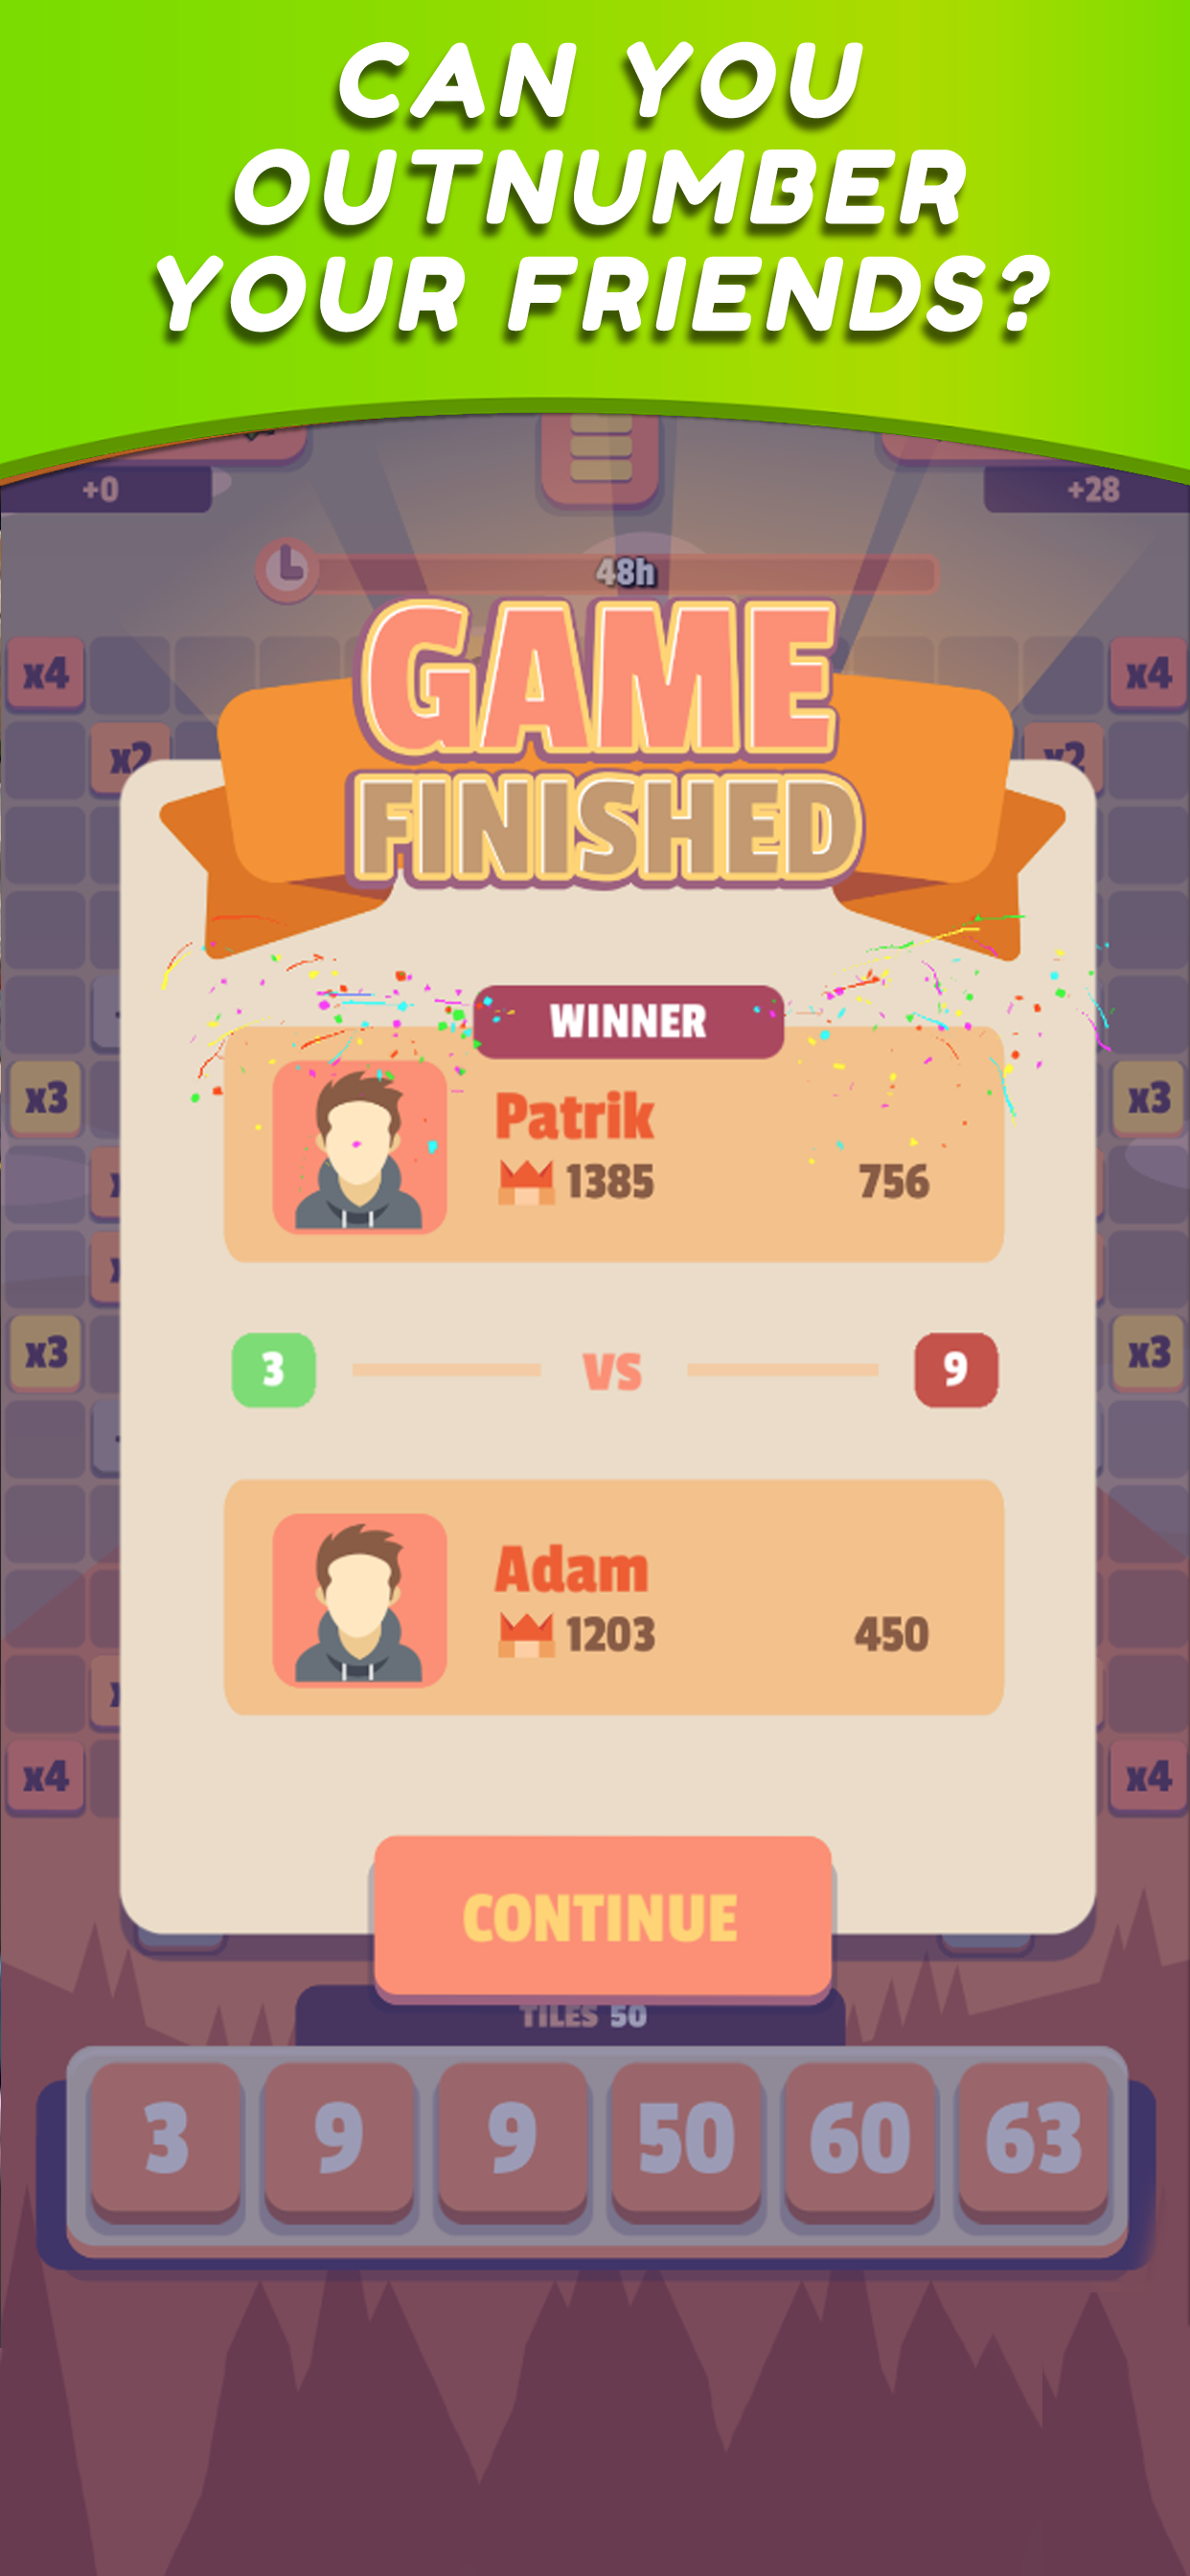 CAN YOU
OUTNUMBER
YOUR FRIENDS?
+0
+28
48h
GAME
x4
x4
x2
x2
FINISHED
WINNER
x3
x3
Patrik
1385
756
x3
x3
3
VS
9
Adam
1203
450
x4
x4
CONTINUE
TILES 50
3 9 9 50 60 63